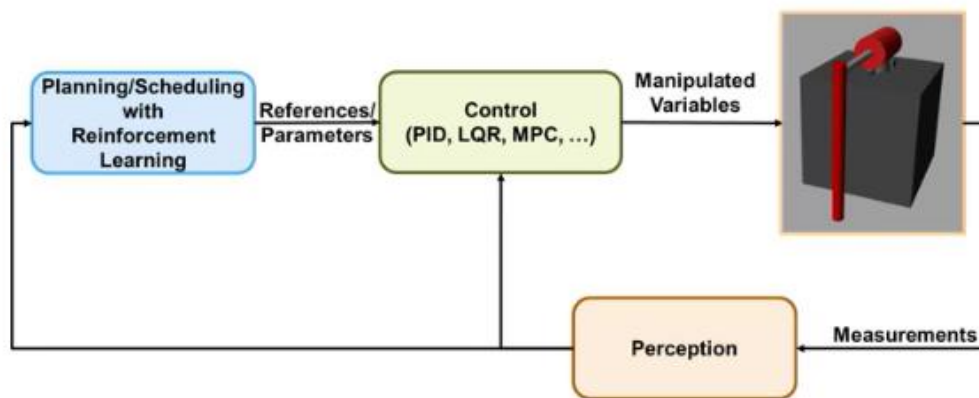 Planning/Scheduling
with
Reinforcement
Learning
References/
Parameters
Control
(PID, LQR, MPC, ...)
Manipulated
Variables
Perception
Measurements